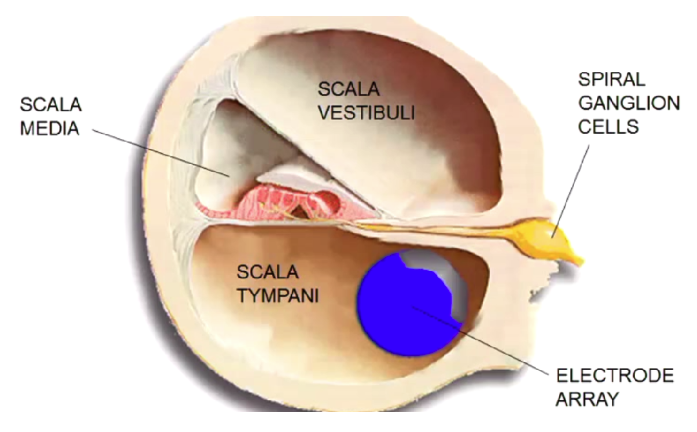 SCALA
VESTIBULI
SPIRAL
GANGLION
CELLS
SCALA
MEDIA
SCALA
TYMPANI
ELECTRODE
ARRAY